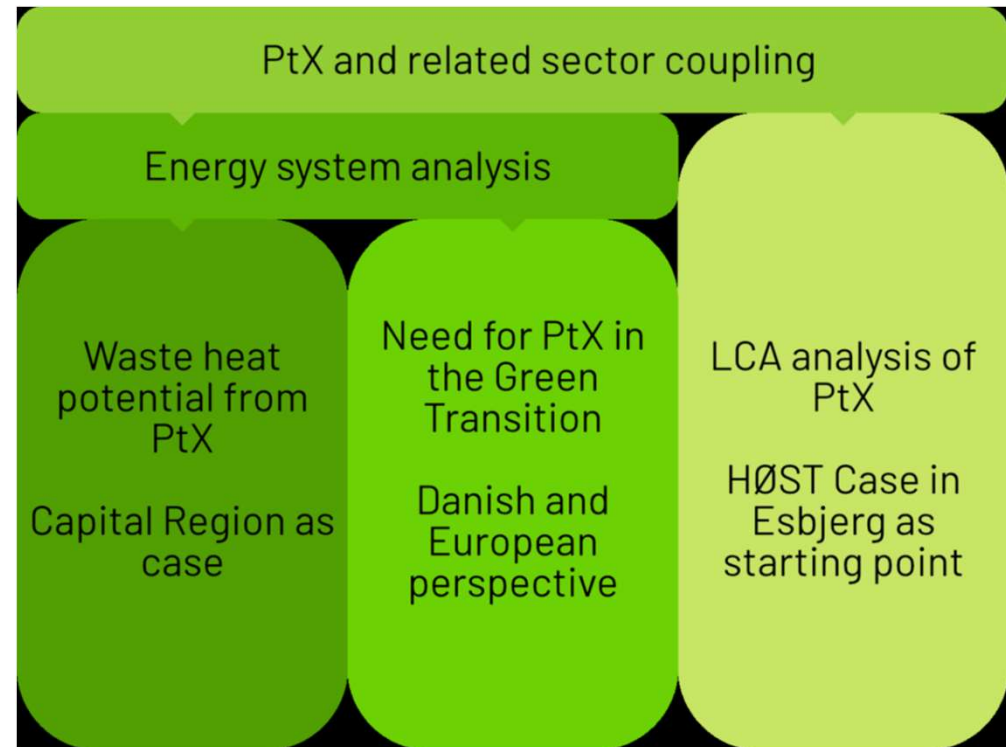 PtX and related sector coupling
Energy system analysis
Waste heat
potential from
PtX
Capital Region as
case
Need for PtX in
the Green
Transition
Danish and
European
perspective
LCA analysis of
PtX
HØST Case in
Esbjerg as
starting point